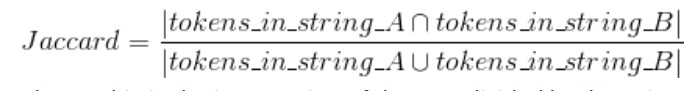 Jaccard = |tokens_in_string_A ∩ tokens_in_string_B|
|tokens_in_string_A ∪ tokens_in_string_B|